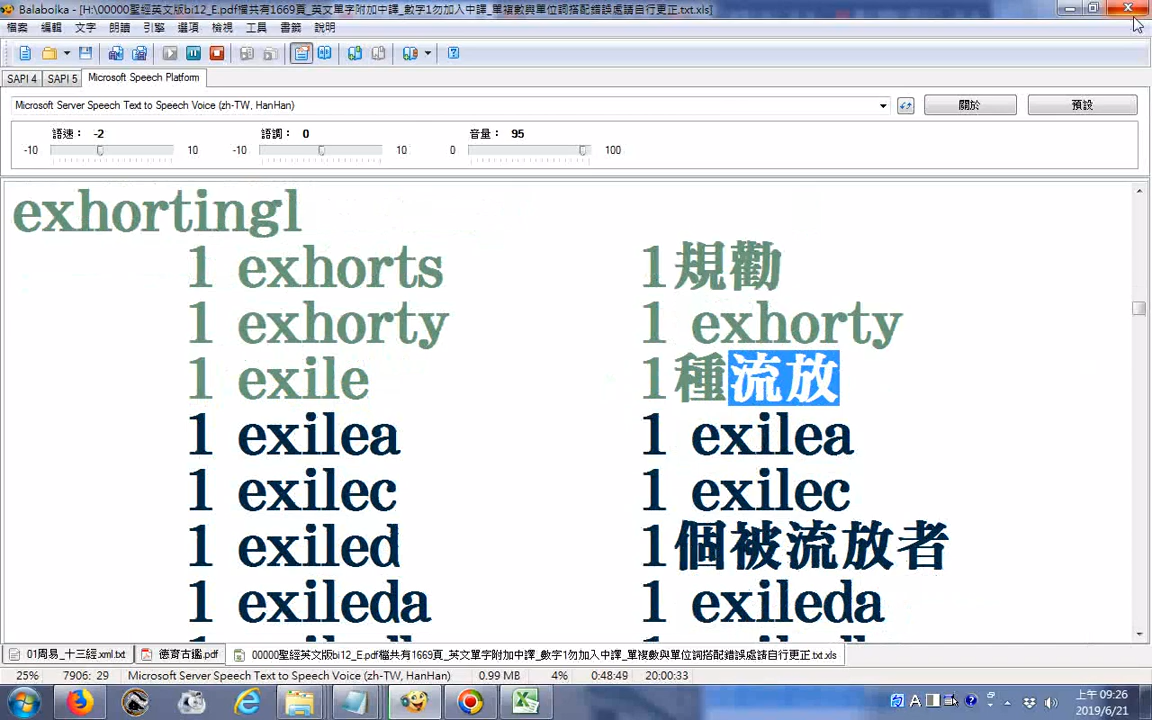 Balabolka - [H:\00000聖經英文版bi12_E.pdf檔共有1669頁_英文單字附加中譯_數字1勿加入中譯_單複數與單位詞搭配錯誤處請自行更正.txt.xls]
檔案 編輯 文字 朗讀 引擎 選項 檢視 工具 書籤 說明
SAPI 4 SAPI 5 Microsoft Speech Platform
Microsoft Server Speech Text to Speech Voice (zh-TW, HanHan) 關於 預設
語速： -2 語調： 0 音量： 95
-10 10 -10 10 0 100
exhortingl
1 exhorts 1規勸
1 exhorty 1 exhorty
1 exile 1種流放
1 exilea 1 exilea
1 exilec 1 exilec
1 exiled 1個被流放者
1 exileda 1 exileda
01周易_十三經.xml.txt 德育古鑑.pdf 00000聖經英文版bi12_E.pdf檔共有1669頁_英文單字附加中譯_數字1勿加入中譯_單複數與單位詞搭配錯誤處請自行更正.txt.xls
25% 7906: 29 Microsoft Server Speech Text to Speech Voice (zh-TW, HanHan) 0.99 MB 4% 0:48:49 20:00:33
上午 09:26
2019/6/21